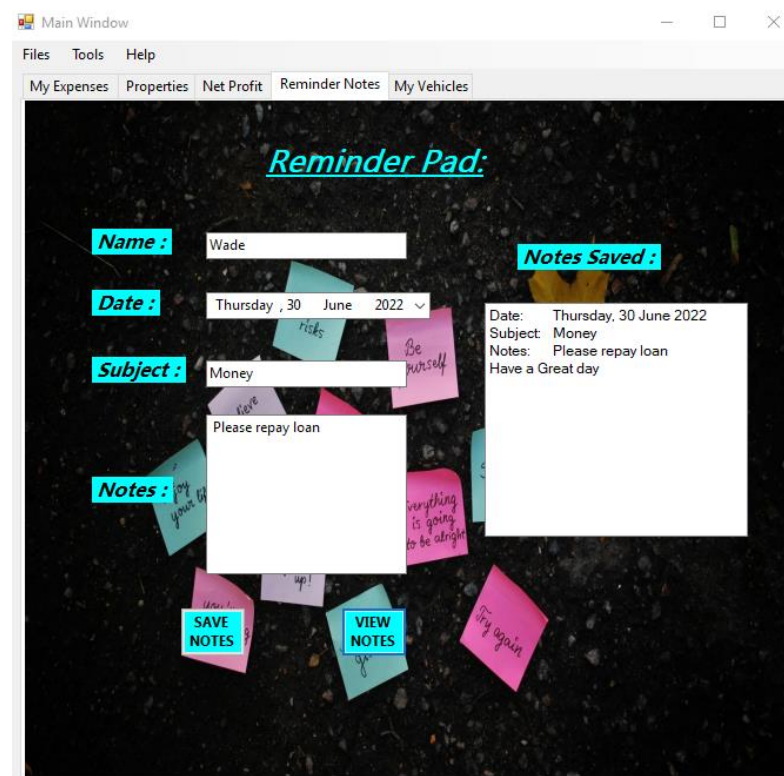 Main Window
Files Tools Help
My Expenses Properties Net Profit Reminder Notes My Vehicles
Reminder Pad:
Name :
Wade
Notes Saved :
Date :
Thursday , 30 June 2022
risks
Be
yourself
Date: Thursday, 30 June 2022
Subject: Money
Notes: Please repay loan
Have a Great day
Subject :
Money
Please repay loan
Notes :
your
everything
is going
to be alright
up!
SAVE
NOTES
VIEW
NOTES
Try again